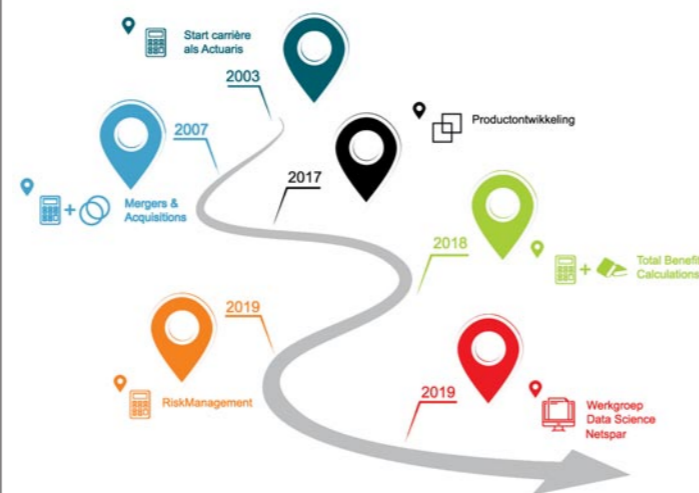 Start carrière
als Actuaris
2003
2007
Mergers &
Acquisitions
Productontwikkeling
2017
2018
Total Benefit
Calculations
2019
RiskManagement
2019
Werkgroep
Data Science
Netspar